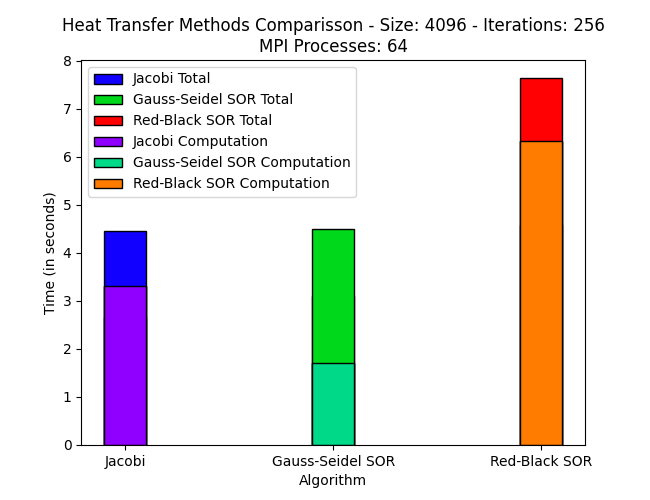 Heat Transfer Methods Comparisson - Size: 4096 - Iterations: 256
MPI Processes: 64
8
7
6
5
4
3
2
1
0
Time (in seconds)
Jacobi Total
Gauss-Seidel SOR Total
Red-Black SOR Total
Jacobi Computation
Gauss-Seidel SOR Computation
Red-Black SOR Computation
Jacobi
Gauss-Seidel SOR
Red-Black SOR
Algorithm